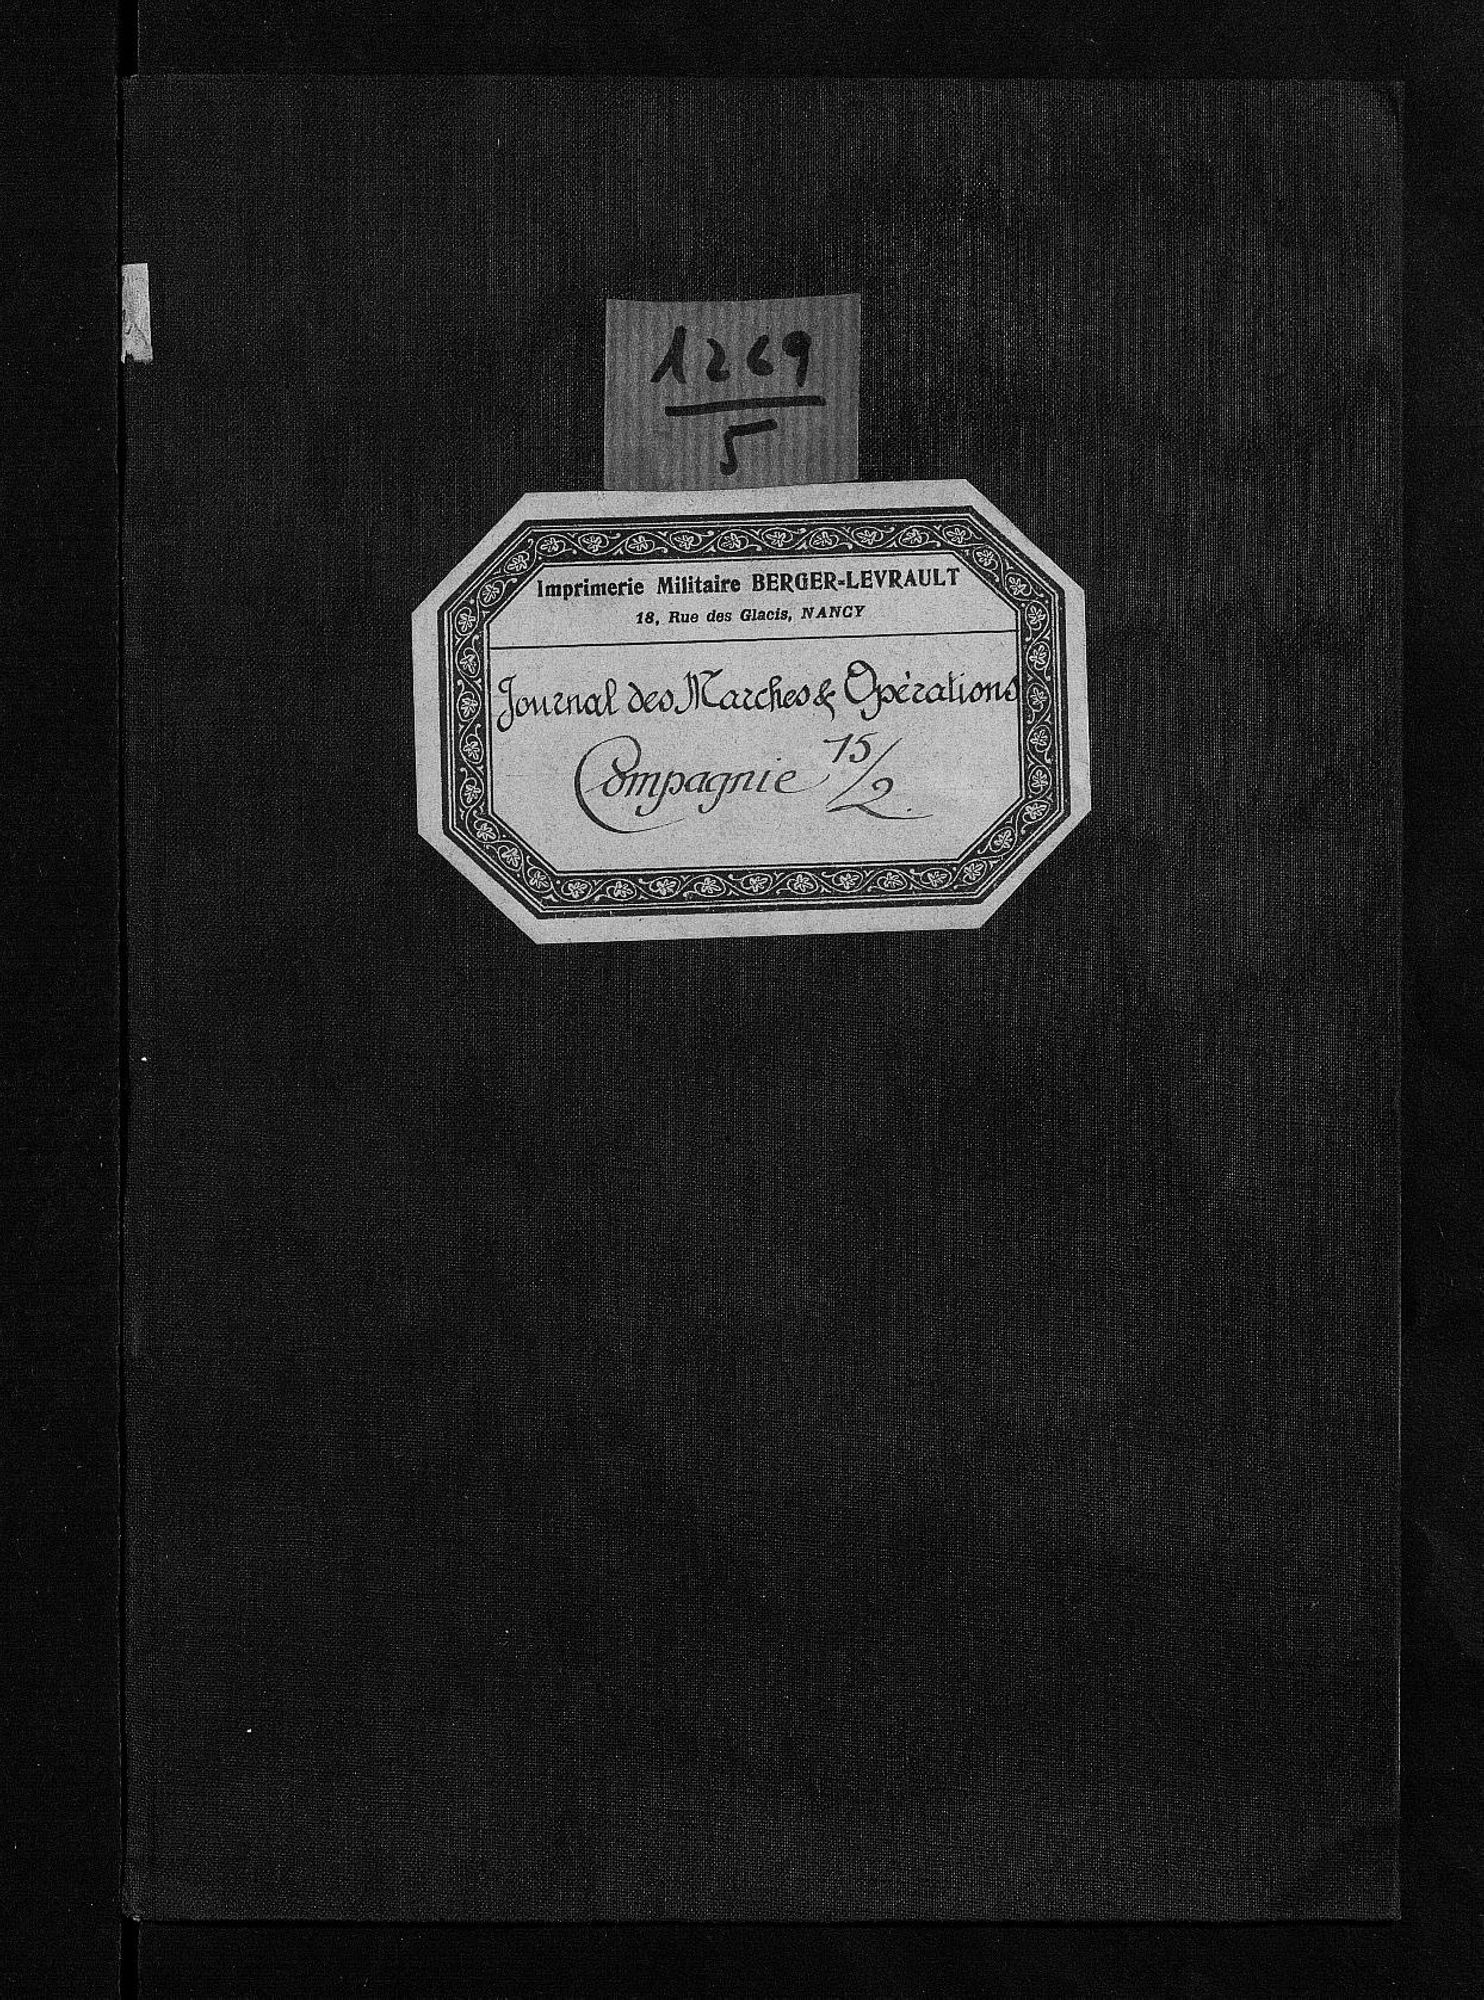 1269
5
Imprimerie Militaire BERGER-LEVRAULT
18, Rue des Glacis, NANCY
Journal des Marches & Opérations
Compagnie 15/2.